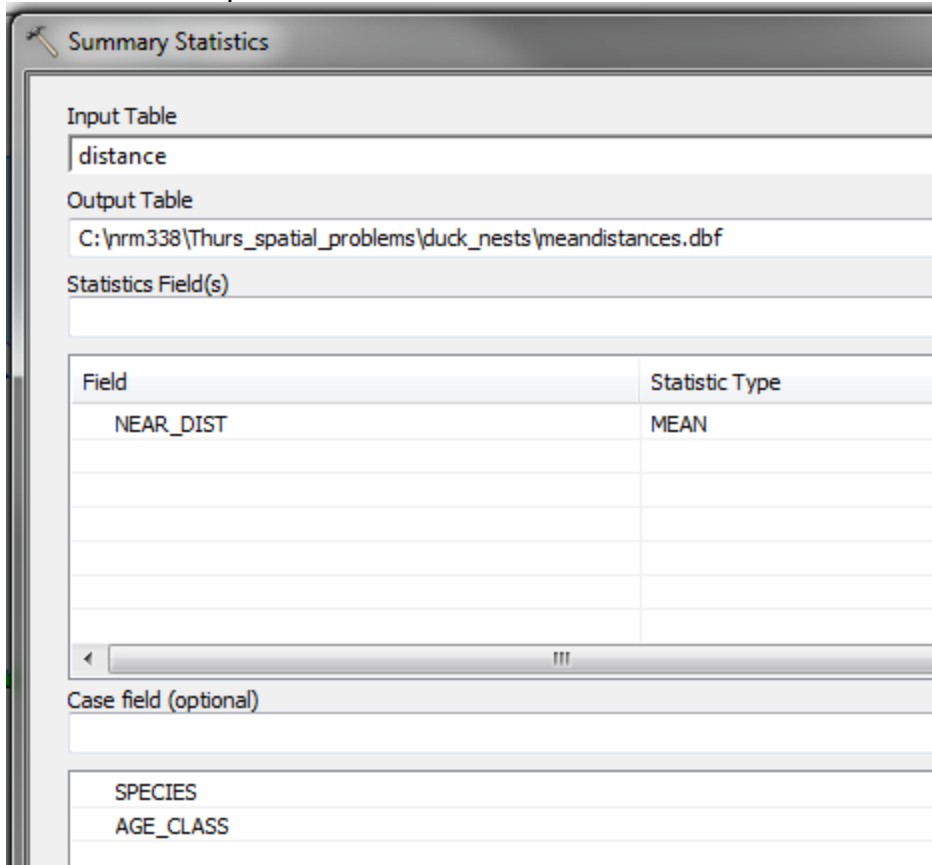 Summary Statistics
Input Table
distance
Output Table
C:\nrm338\Thurs_spatial_problems\duck_nests\meandistances.dbf
Statistics Field(s)
Field Statistic Type
NEAR_DIST MEAN
Case field (optional)
SPECIES
AGE_CLASS